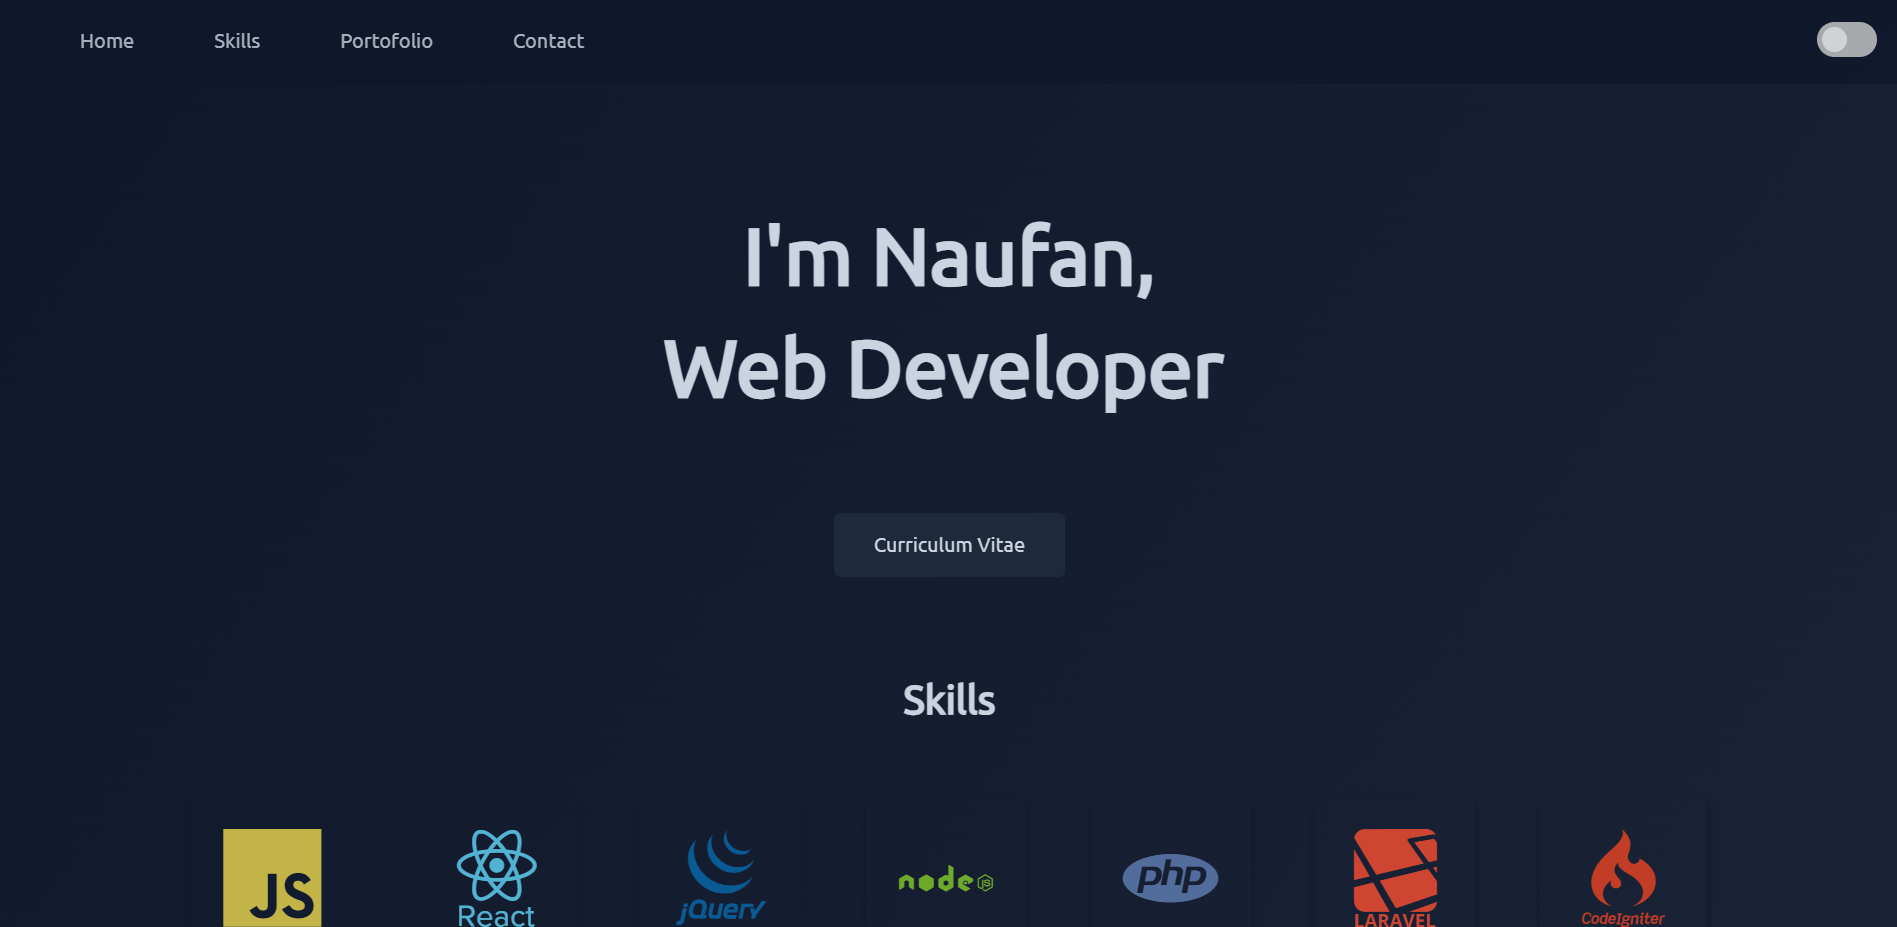 Home Skills Portofolio Contact
I'm Naufan,
Web Developer
Curriculum Vitae
Skills
JS React jQuery node JS php LARAVEL CodeIgniter